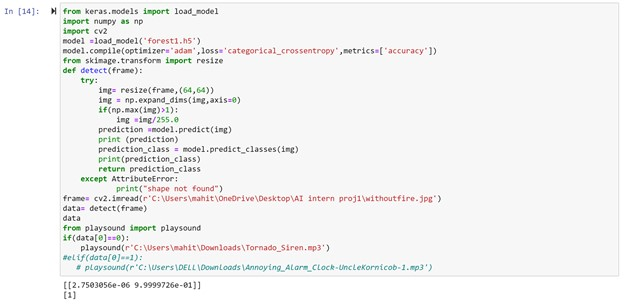 In [14]:
from keras.models import load_model
import numpy as np
import cv2
model =load_model('forest1.h5')
model.compile(optimizer='adam',loss='categorical_crossentropy',metrics=['accuracy'])
from skimage.transform import resize
def detect(frame):
    try:
        img= resize(frame,(64,64))
        img = np.expand_dims(img,axis=0)
        if(np.max(img)>1):
            img =img/255.0
        prediction =model.predict(img)
        print (prediction)
        prediction_class = model.predict_classes(img)
        print(prediction_class)
        return prediction_class
    except AttributeError:
            print("shape not found")
frame= cv2.imread(r'C:\Users\mahit\OneDrive\Desktop\AI intern proj1\withoutfire.jpg')
data= detect(frame)
data
from playsound import playsound
if(data[0]==0):
    playsound(r'C:\Users\mahit\Downloads\Tornado_Siren.mp3')
#elif(data[0]==1):
   # playsound(r'C:\Users\DELL\Downloads\Annoying_Alarm_Clock-UncleKornicob-1.mp3')
[[2.7503056e-06 9.9999726e-01]]
[1]